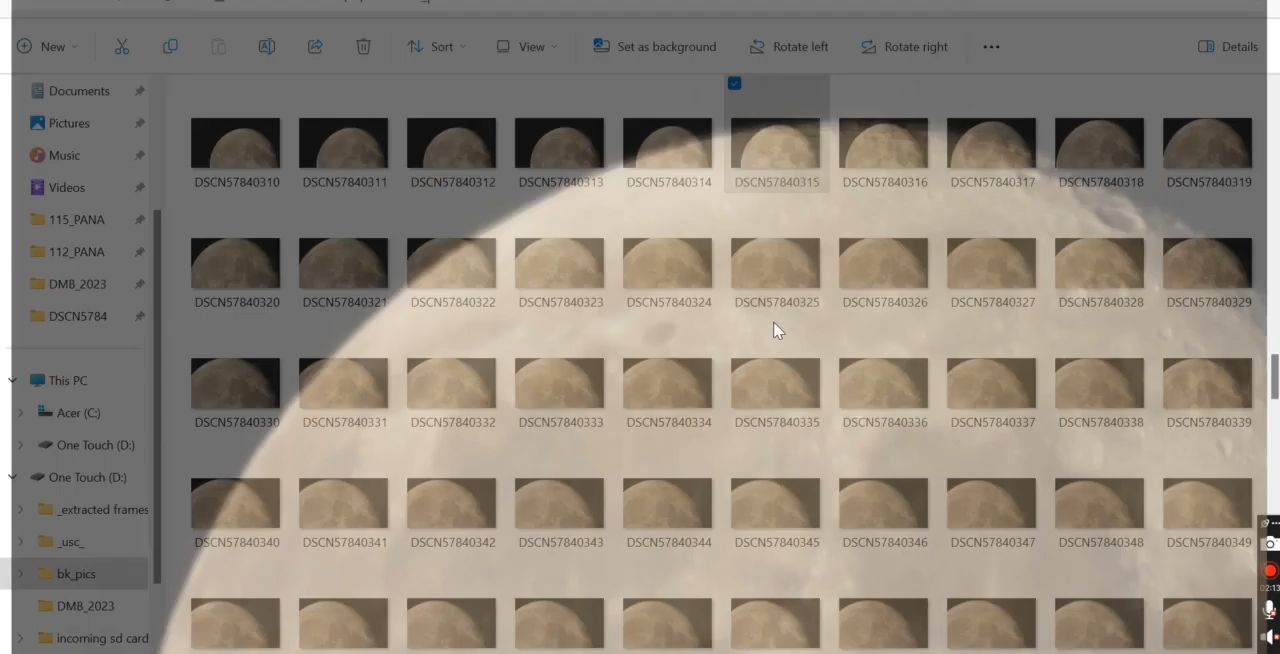 New
Sort
View
Set as background
Rotate left
Rotate right
Details
Documents
Pictures
Music
Videos
115_PANA
112_PANA
DMB_2023
DSCN5784
This PC
Acer (C:)
One Touch (D:)
One Touch (D:)
_extracted frames
_usc_
bk_pics
DMB_2023
incoming sd card
DSCN57840310 DSCN57840311 DSCN57840312 DSCN57840313 DSCN57840314 DSCN57840315 DSCN57840316 DSCN57840317 DSCN57840318 DSCN57840319
DSCN57840320 DSCN57840321 DSCN57840322 DSCN57840323 DSCN57840324 DSCN57840325 DSCN57840326 DSCN57840327 DSCN57840328 DSCN57840329
DSCN57840330 DSCN57840331 DSCN57840332 DSCN57840333 DSCN57840334 DSCN57840335 DSCN57840336 DSCN57840337 DSCN57840338 DSCN57840339
DSCN57840340 DSCN57840341 DSCN57840342 DSCN57840343 DSCN57840344 DSCN57840345 DSCN57840346 DSCN57840347 DSCN57840348 DSCN57840349
02:13